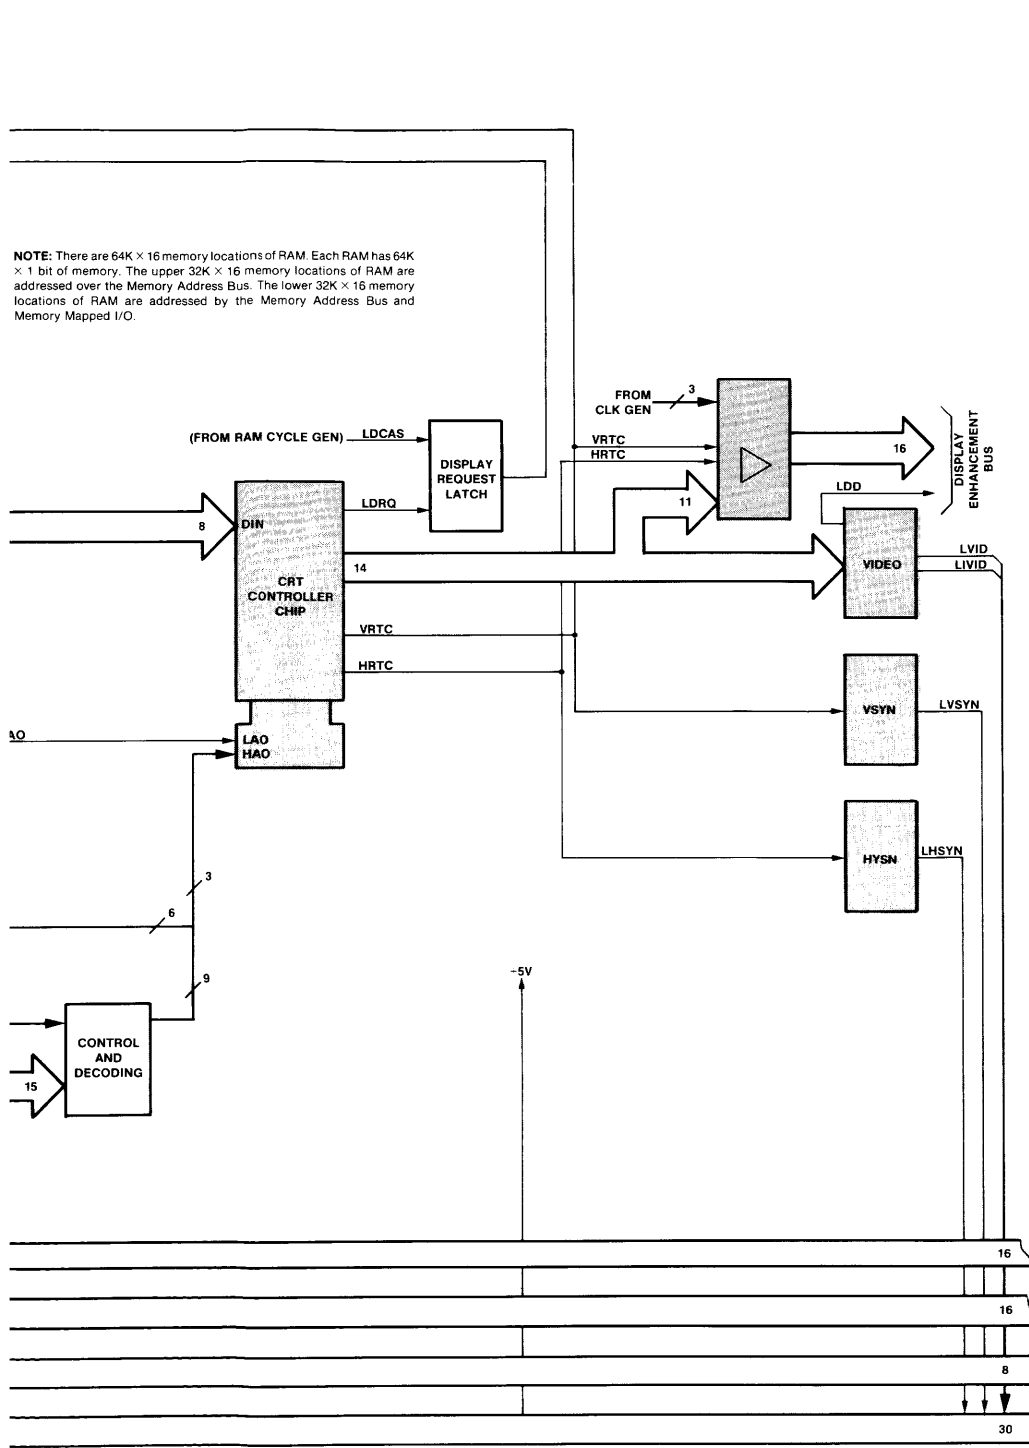 NOTE: There are 64K × 16 memory locations of RAM. Each RAM has 64K
× 1 bit of memory. The upper 32K × 16 memory locations of RAM are
addressed over the Memory Address Bus. The lower 32K × 16 memory
locations of RAM are addressed by the Memory Address Bus and
Memory Mapped I/O.
FROM
CLK GEN
3
VRTC
HRTC
16
DISPLAY
ENHANCEMENT
BUS
(FROM RAM CYCLE GEN)
LDCAS
DISPLAY
REQUEST
LATCH
LDRQ
11
LDD
8
DIN
14
CRT
CONTROLLER
CHIP
VIDEO
LVID
LIVID
VRTC
HRTC
VSYN
LVSYN
AO
LAO
HAO
HYSN
LHSYN
3
6
9
+5V
CONTROL
AND
DECODING
15
16
16
8
30